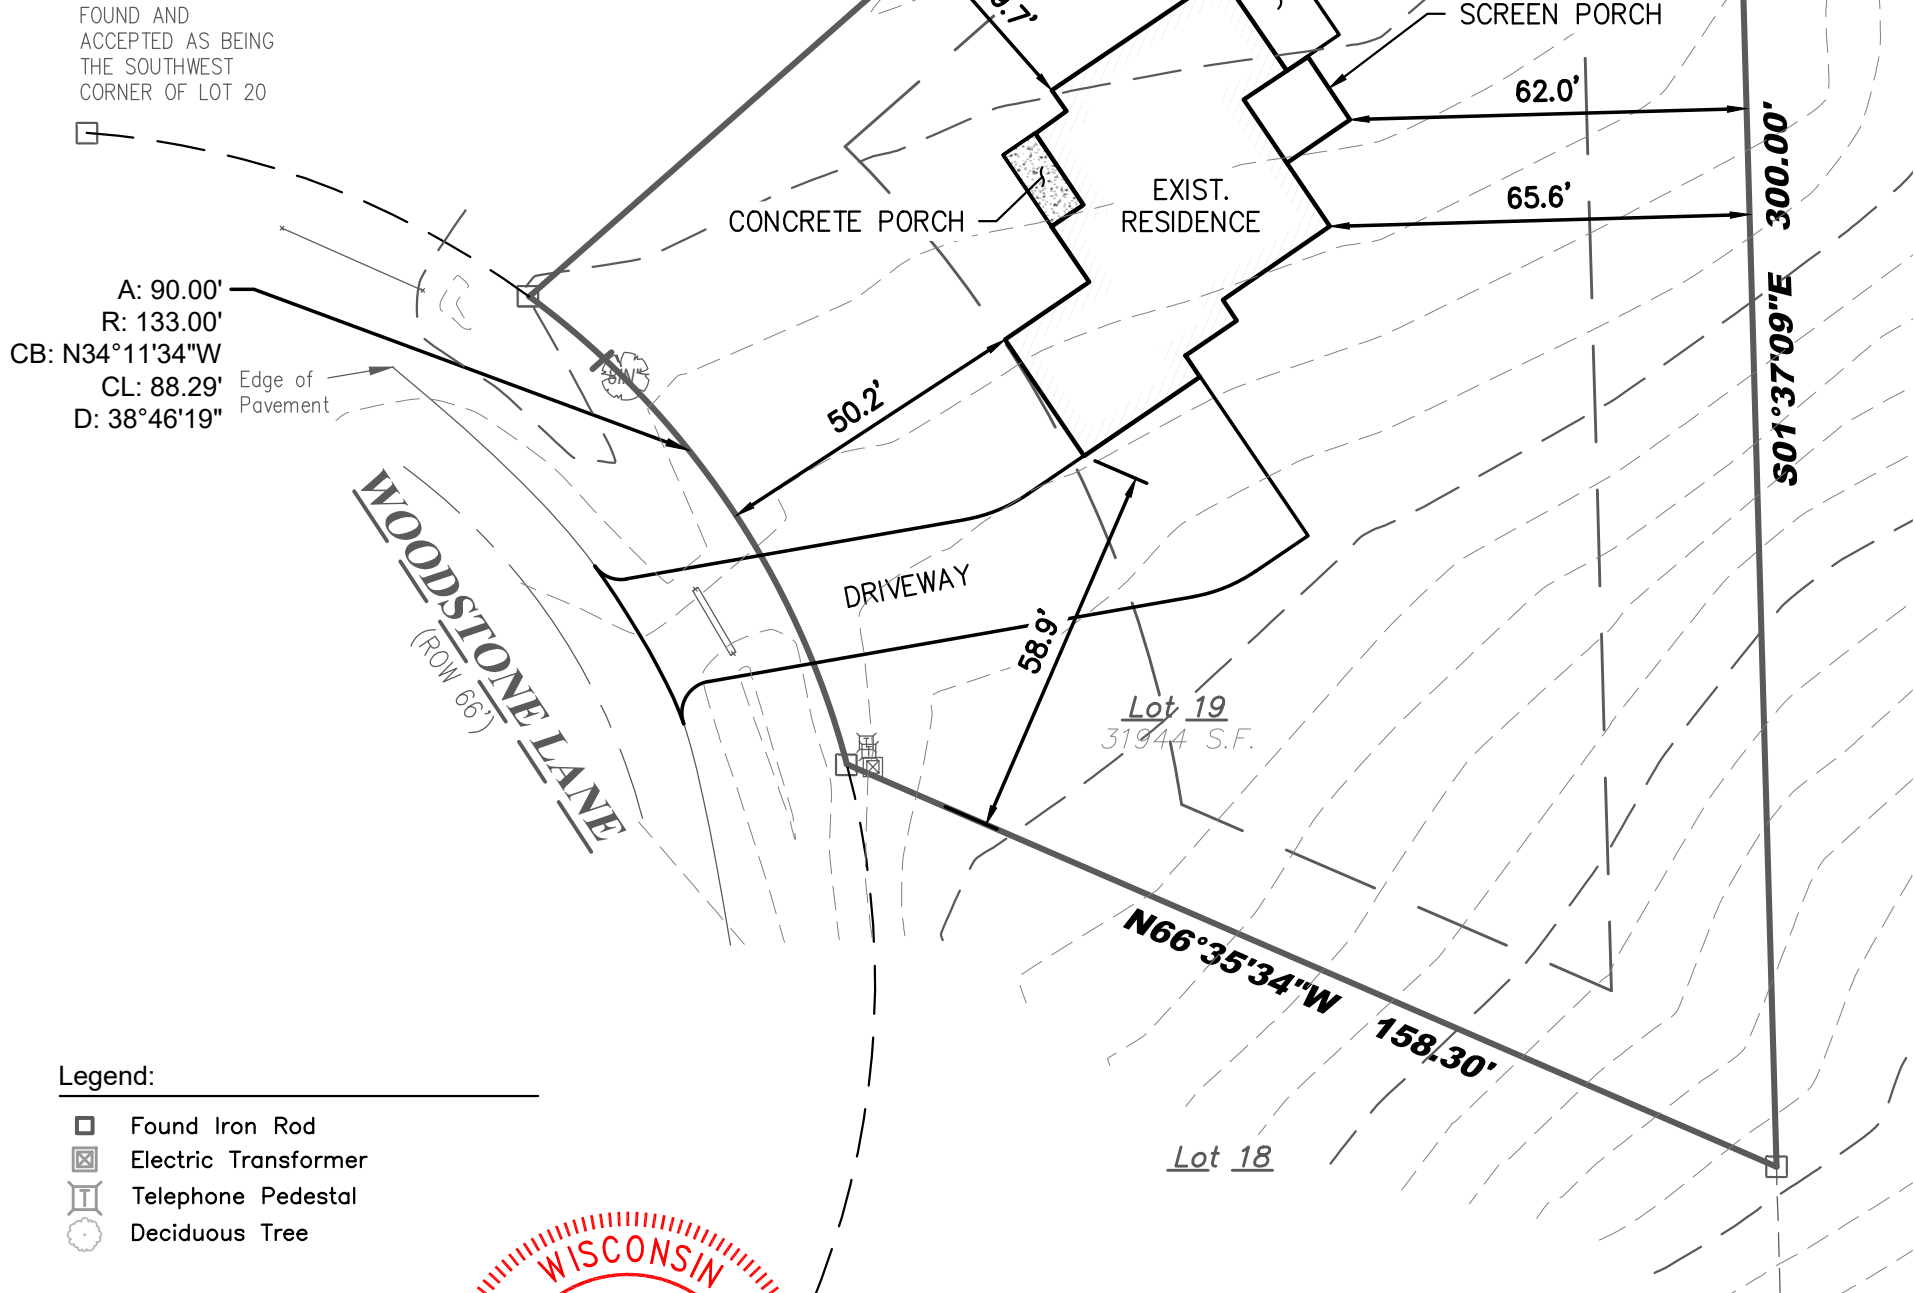 FOUND AND
ACCEPTED AS BEING
THE SOUTHWEST
CORNER OF LOT 20
9.7'
SCREEN PORCH
62.0'
300.00'
EXIST.
RESIDENCE
65.6'
CONCRETE PORCH
S01°37'09"E
A: 90.00'
R: 133.00'
CB: N34°11'34"W
CL: 88.29'
D: 38°46'19"
Edge of
Pavement
50.2'
WOODSTONE LANE
(ROW 66')
DRIVEWAY
58.9'
Lot 19
31944 S.F.
N66°35'34"W 158.30'
Lot 18
Legend:
Found Iron Rod
Electric Transformer
T Telephone Pedestal
Deciduous Tree
WISCONSIN